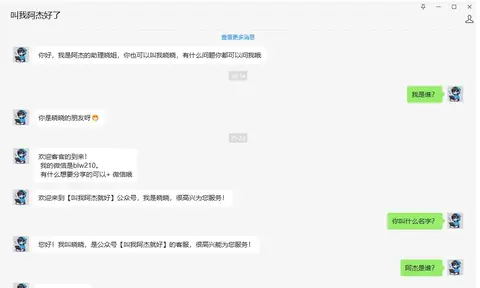 叫我阿杰好了
查看更多消息
你好，我是阿杰的助理晓姐，你也可以叫我晓晓，有什么问题你都可以问我哦
我是谁？
你是晓晓的朋友呀😁
欢迎客官的到来！
我的微信是blw210。
有什么想要分享的可以+ 微信哦
欢迎来到【叫我阿杰就好】公众号，我是晓晓，很高兴为您服务！
你叫什么名字？
您好！我叫晓晓，是公众号【叫我阿杰就好】的客服，很高兴能为您服务！
阿杰是谁？